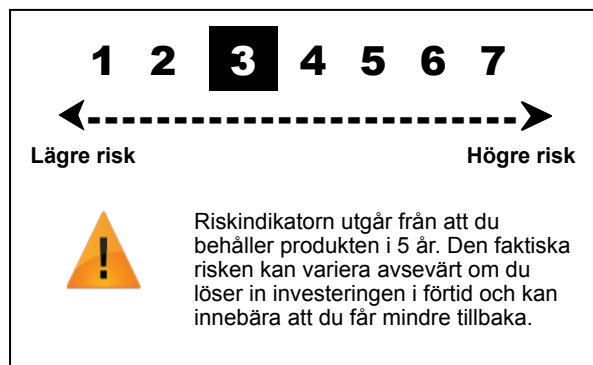 1 2 3 4 5 6 7
Lägre risk Högre risk
Riskindikatorn utgår från att du
behåller produkten i 5 år. Den faktiska
risken kan variera avsevärt om du
löser in investeringen i förtid och kan
innebära att du får mindre tillbaka.